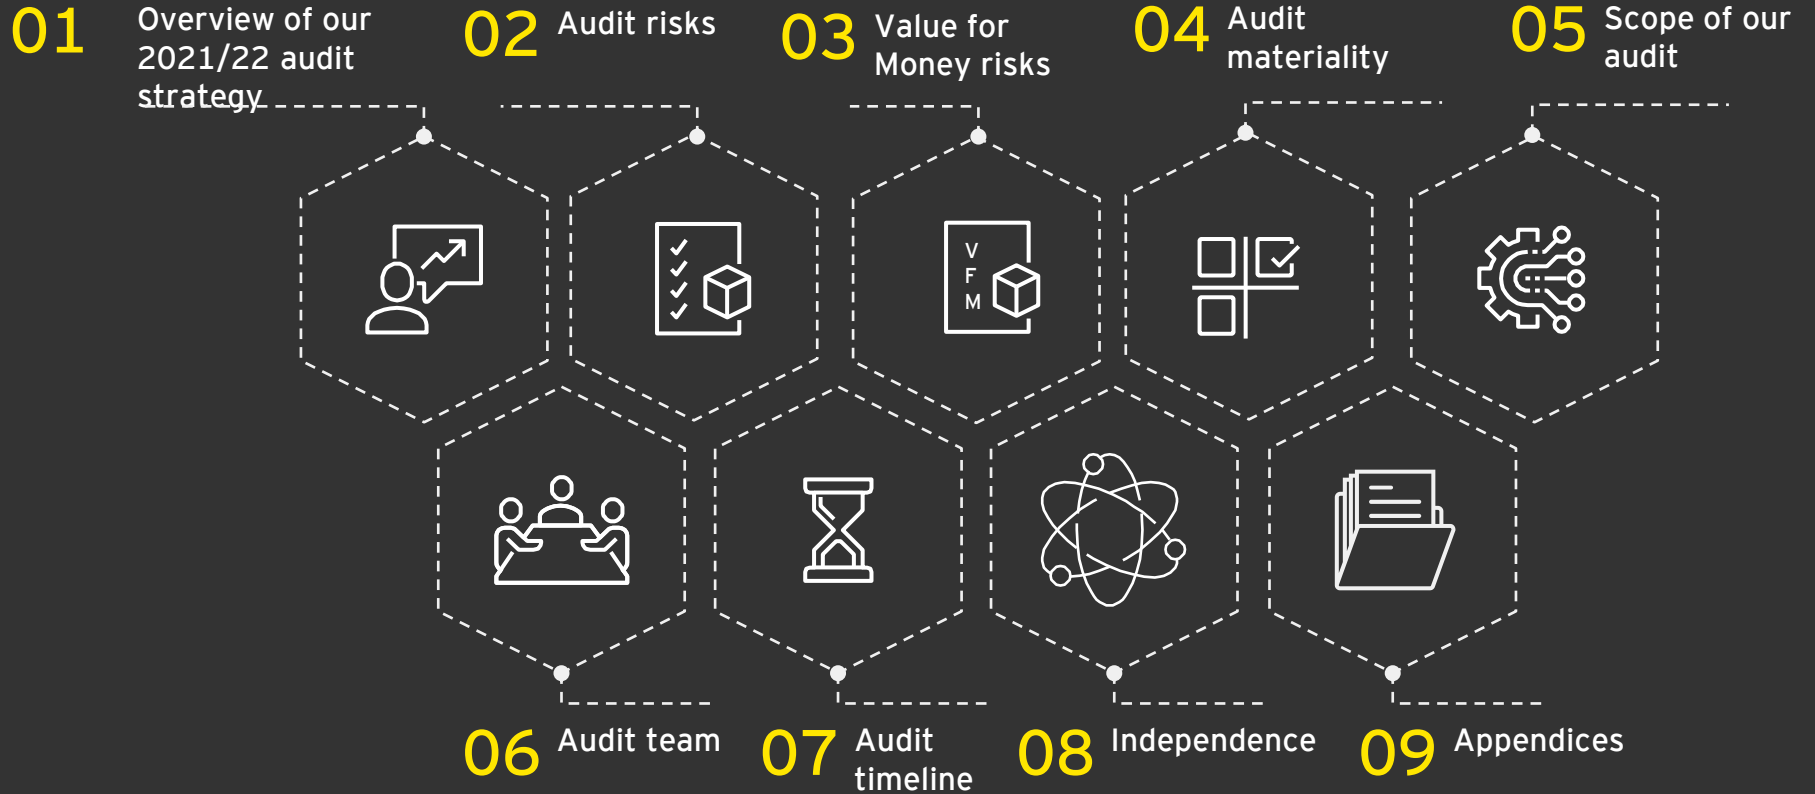 01
Overview of our
2021/22 audit
strategy
02
Audit risks
03
Value for
Money risks
04
Audit
materiality
05
Scope of our
audit
V
F
M
06
Audit team
07
Audit
timeline
08
Independence
09
Appendices